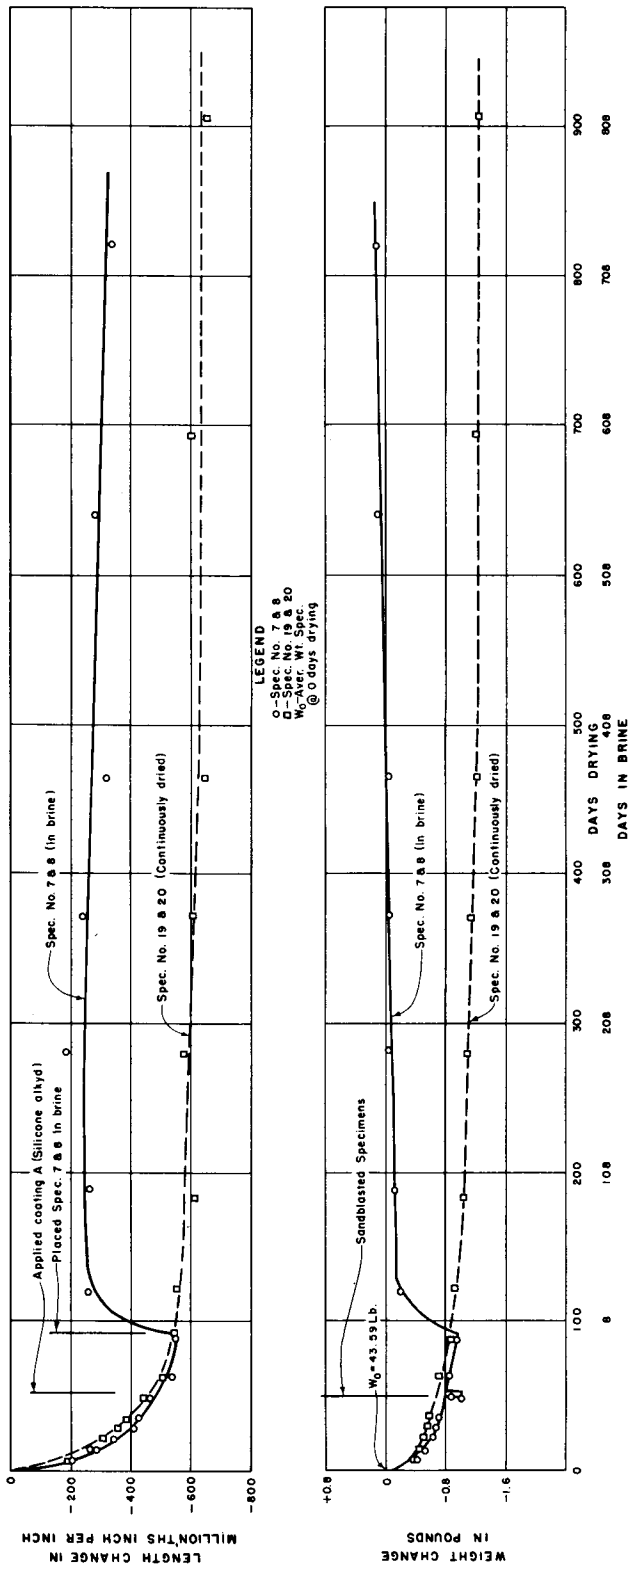 LENGTH CHANGE IN
MILLION'THS INCH PER INCH
0
-200
-400
-600
-800
Applied coating A (Silicone alkyd)
Placed Spec. 7 & 8 In brine
Spec. No. 7 & 8 (In brine)
Spec. No. 19 & 20 (Continuously dried)
LEGEND
O-Spec. No. 7 & 8
□-Spec. No. 19 & 20
W₀-Aver. Wt. Spec.
@ 0 days drying
WEIGHT CHANGE
IN POUNDS
+0.8
0
-0.8
-1.6
W₀ = 43.59 Lb.
Sandblasted Specimens
Spec. No. 7 & 8 (In brine)
Spec. No. 19 & 20 (Continuously dried)
0 100 200 300 400 500 600 700 800 900
DAYS DRYING
8 108 208 308 408 508 608 708 808
DAYS IN BRINE